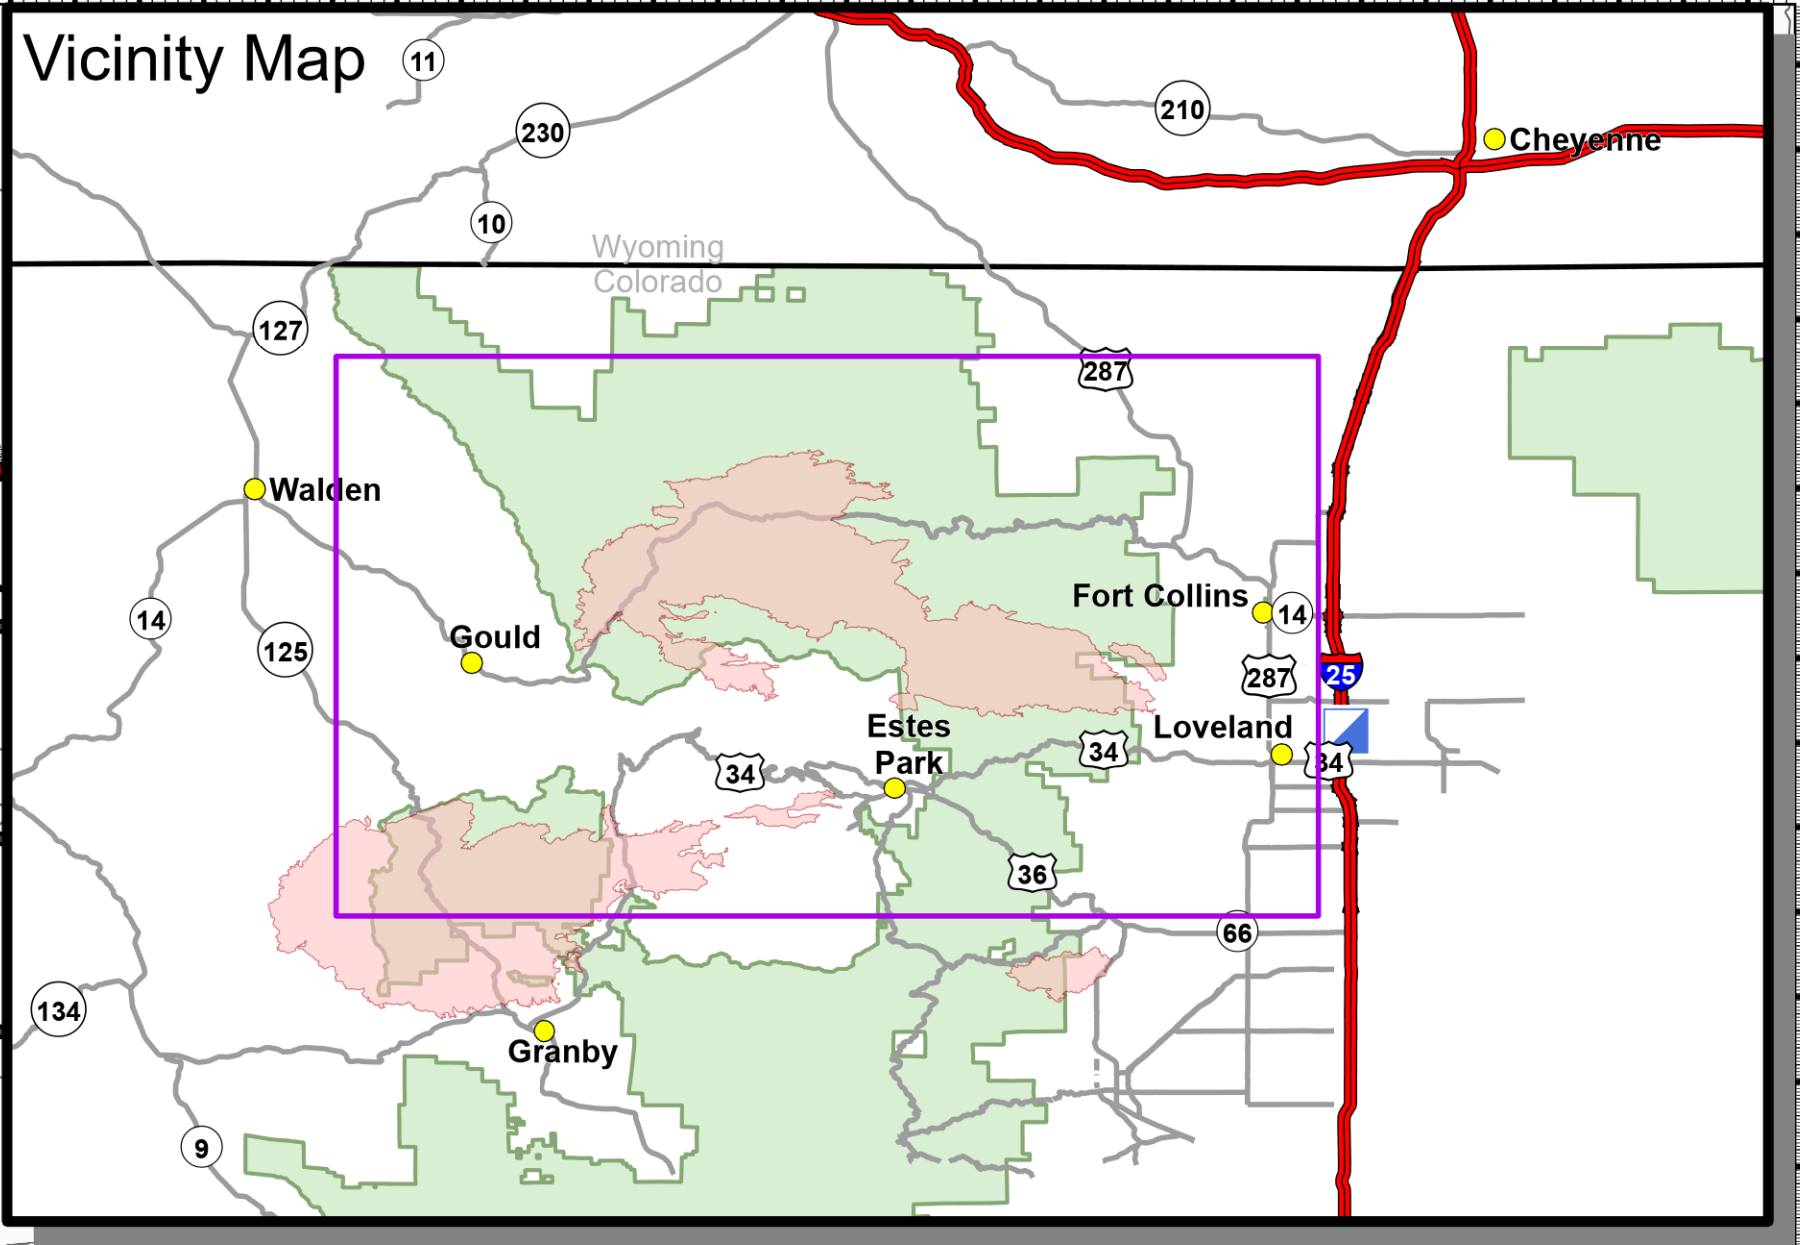 Vicinity Map
11
230
210
Cheyenne
10
Wyoming
Colorado
127
287
Walden
Fort Collins
14
14
Gould
125
287
25
Estes
Park
Loveland
34
34
34
36
66
134
Granby
9